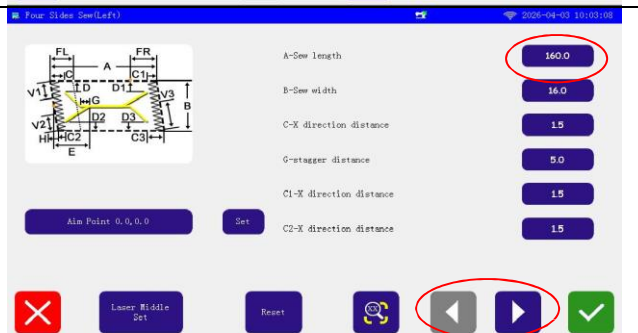 Four Sides Sew(Left)
2026-04-03 10:03:08
FL
FR
A
C
C1
V1
D
D1
V3
G
B
V2
D2
D3
H
C2
C3
E
A-Sew length
160.0
B-Sew width
16.0
C-X direction distance
1.5
G-stagger distance
5.0
C1-X direction distance
1.5
Aim Point 0.0,0.0
Set
C2-X direction distance
1.5
Laser Middle
Set
Reset
XX